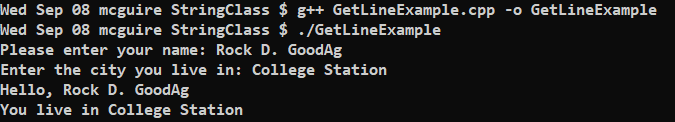 Wed Sep 08 mcguire StringClass $ g++ GetLineExample.cpp -o GetLineExample
Wed Sep 08 mcguire StringClass $ ./GetLineExample
Please enter your name: Rock D. GoodAg
Enter the city you live in: College Station
Hello, Rock D. GoodAg
You live in College Station